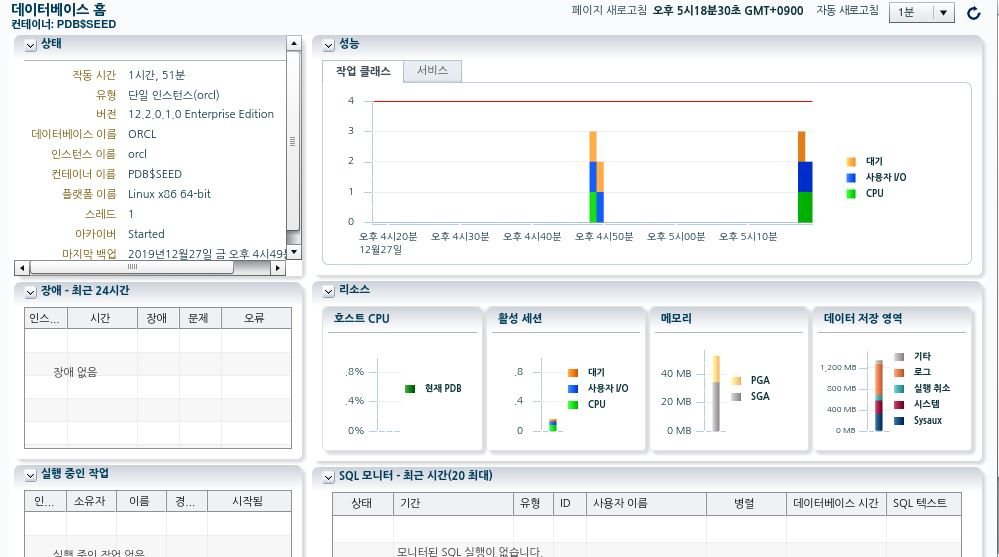 데이터베이스 홈
컨테이너: PDB$SEED
페이지 새로고침 오후 5시18분30초 GMT+0900 자동 새로고침 1분
상태
작동 시간 1시간, 51분
유형 단일 인스턴스(orcl)
버전 12.2.0.1.0 Enterprise Edition
데이터베이스 이름 ORCL
인스턴스 이름 orcl
컨테이너 이름 PDB$SEED
플랫폼 이름 Linux x86 64-bit
스레드 1
아카이버 Started
마지막 백업 2019년12월27일 금 오후 4시49
성능
작업 클래스 서비스
4
3
2
1
0
오후 4시20분 오후 4시30분 오후 4시40분 오후 4시50분 오후 5시00분 오후 5시10분
12월27일
대기
사용자 I/O
CPU
장애 - 최근 24시간
인스... 시간 장애 문제 오류
장애 없음
리소스
호스트 CPU
.8%
.4%
0%
현재 PDB
활성 세션
.8
.4
0
대기
사용자 I/O
CPU
메모리
40 MB
20 MB
0 MB
PGA
SGA
데이터 저장 영역
1,200 MB
800 MB
400 MB
0 MB
기타
로그
실행 취소
시스템
Sysaux
실행 중인 작업
인... 소유자 이름 경... 시작됨
실행 중인 작업 없음
SQL 모니터 - 최근 시간(20 최대)
상태 기간 유형 ID 사용자 이름 병렬 데이터베이스 시간 SQL 텍스트
모니터된 SQL 실행이 없습니다.